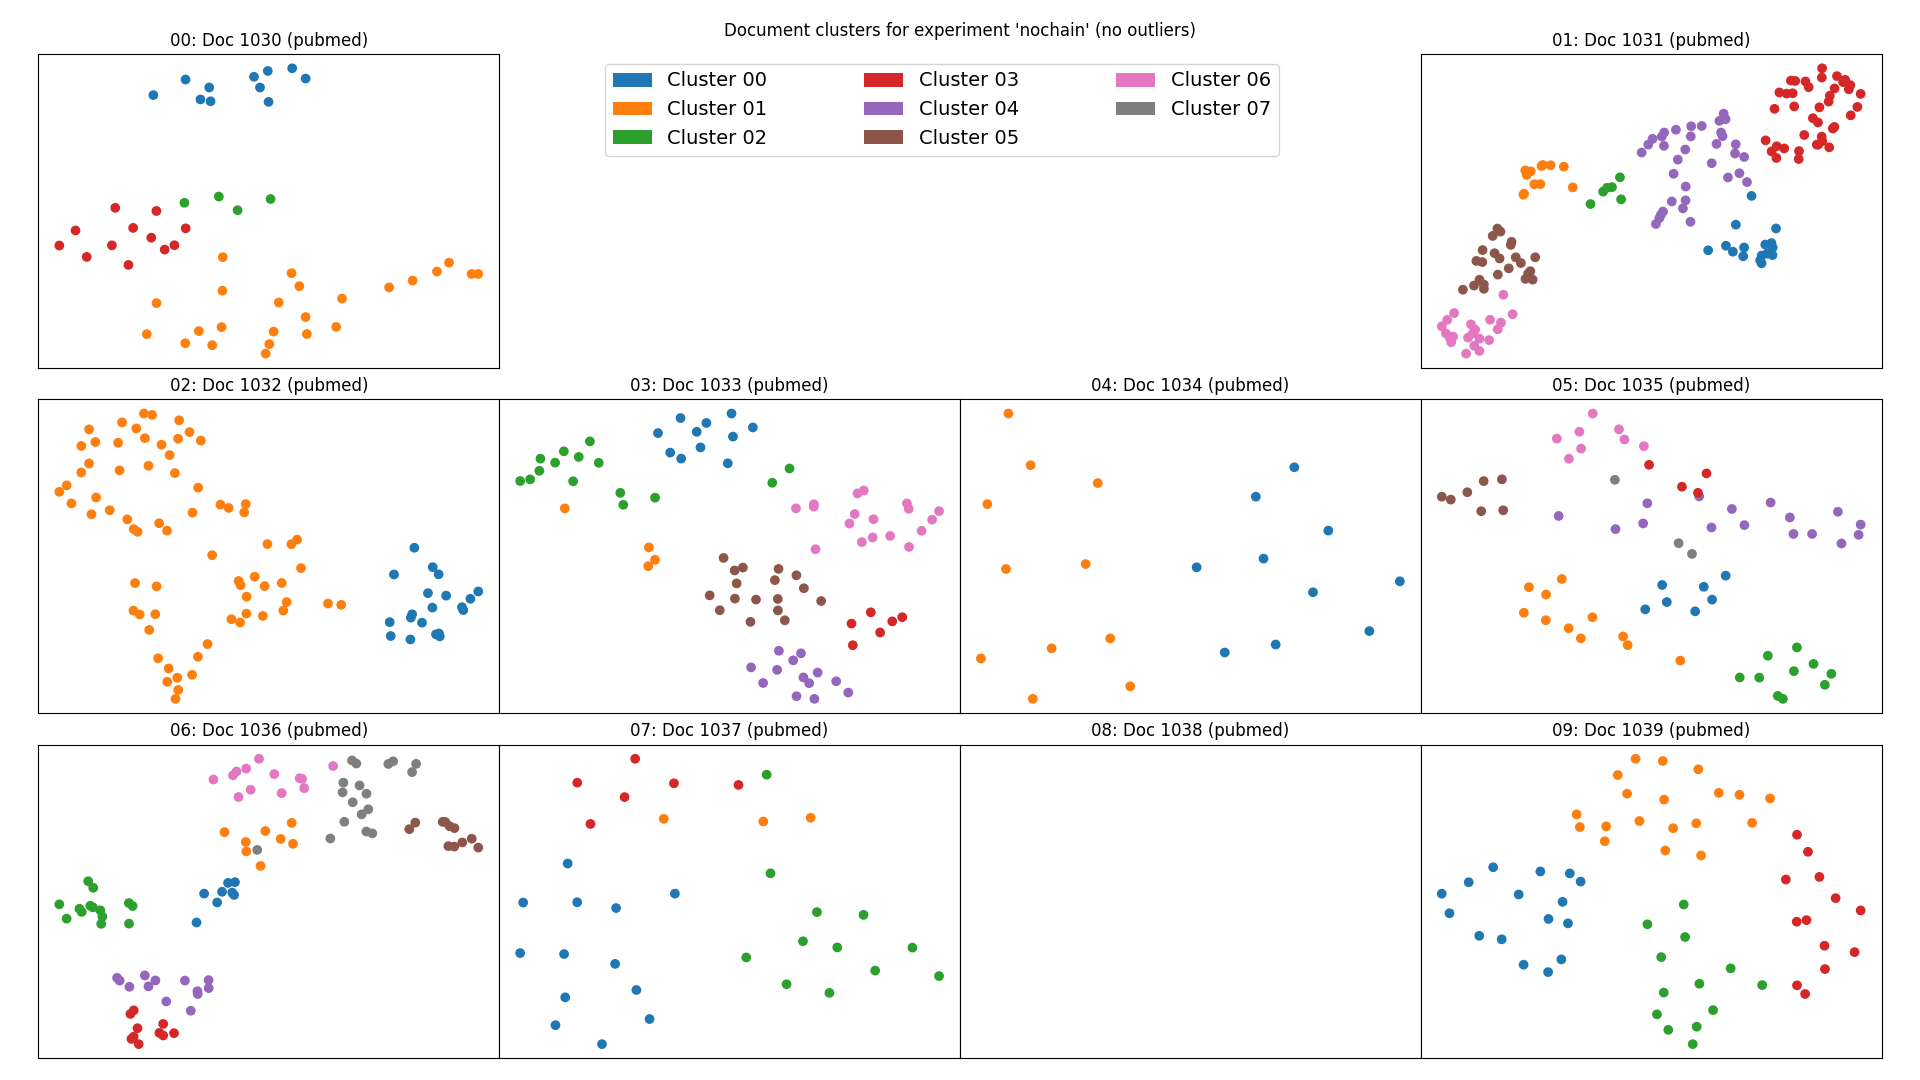 Document clusters for experiment 'nochain' (no outliers)
00: Doc 1030 (pubmed)
01: Doc 1031 (pubmed)
Cluster 00
Cluster 01
Cluster 02
Cluster 03
Cluster 04
Cluster 05
Cluster 06
Cluster 07
02: Doc 1032 (pubmed)
03: Doc 1033 (pubmed)
04: Doc 1034 (pubmed)
05: Doc 1035 (pubmed)
06: Doc 1036 (pubmed)
07: Doc 1037 (pubmed)
08: Doc 1038 (pubmed)
09: Doc 1039 (pubmed)